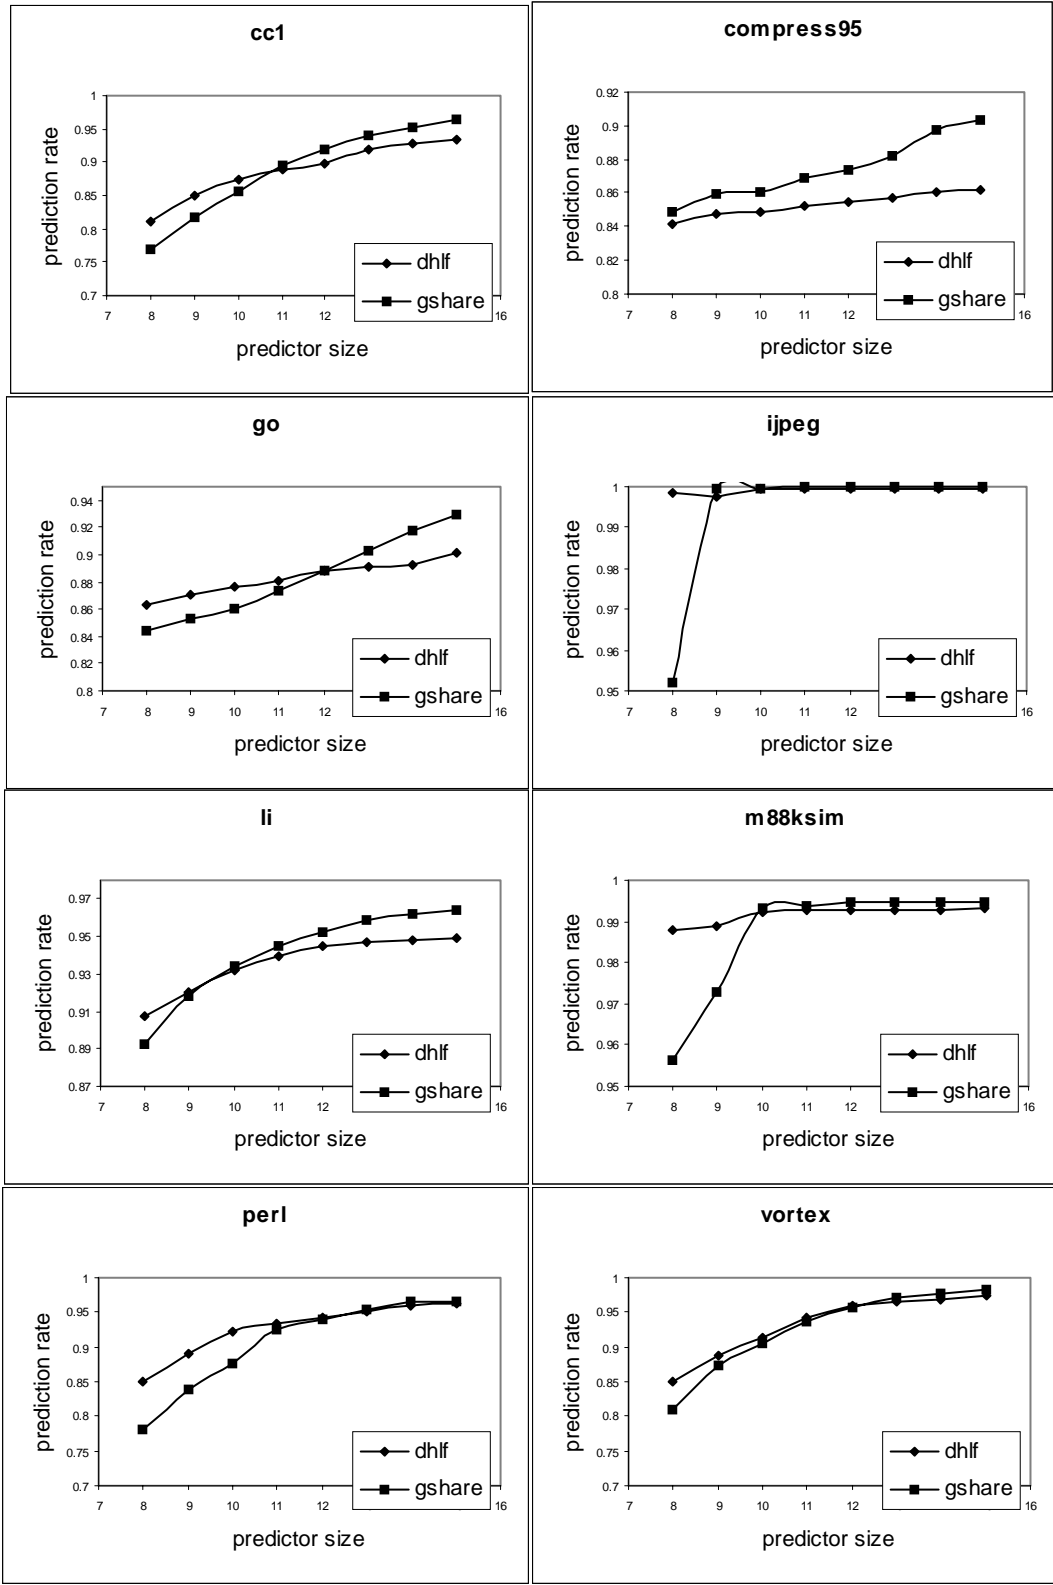 cc1
1
0.95
0.9
0.85
0.8
0.75
0.7
prediction rate
dhlf
gshare
7 8 9 10 11 12 16
predictor size
compress95
0.92
0.9
0.88
0.86
0.84
0.82
0.8
prediction rate
dhlf
gshare
7 8 9 10 11 12 16
predictor size
go
0.94
0.92
0.9
0.88
0.86
0.84
0.82
0.8
prediction rate
dhlf
gshare
7 8 9 10 11 12 16
predictor size
ijpeg
1
0.99
0.98
0.97
0.96
0.95
prediction rate
dhlf
gshare
7 8 9 10 11 12 16
predictor size
li
0.97
0.95
0.93
0.91
0.89
0.87
prediction rate
dhlf
gshare
7 8 9 10 11 12 16
predictor size
m88ksim
1
0.99
0.98
0.97
0.96
0.95
prediction rate
dhlf
gshare
7 8 9 10 11 12 16
predictor size
perl
1
0.95
0.9
0.85
0.8
0.75
0.7
prediction rate
dhlf
gshare
7 8 9 10 11 12 16
predictor size
vortex
1
0.95
0.9
0.85
0.8
0.75
0.7
prediction rate
dhlf
gshare
7 8 9 10 11 12 16
predictor size